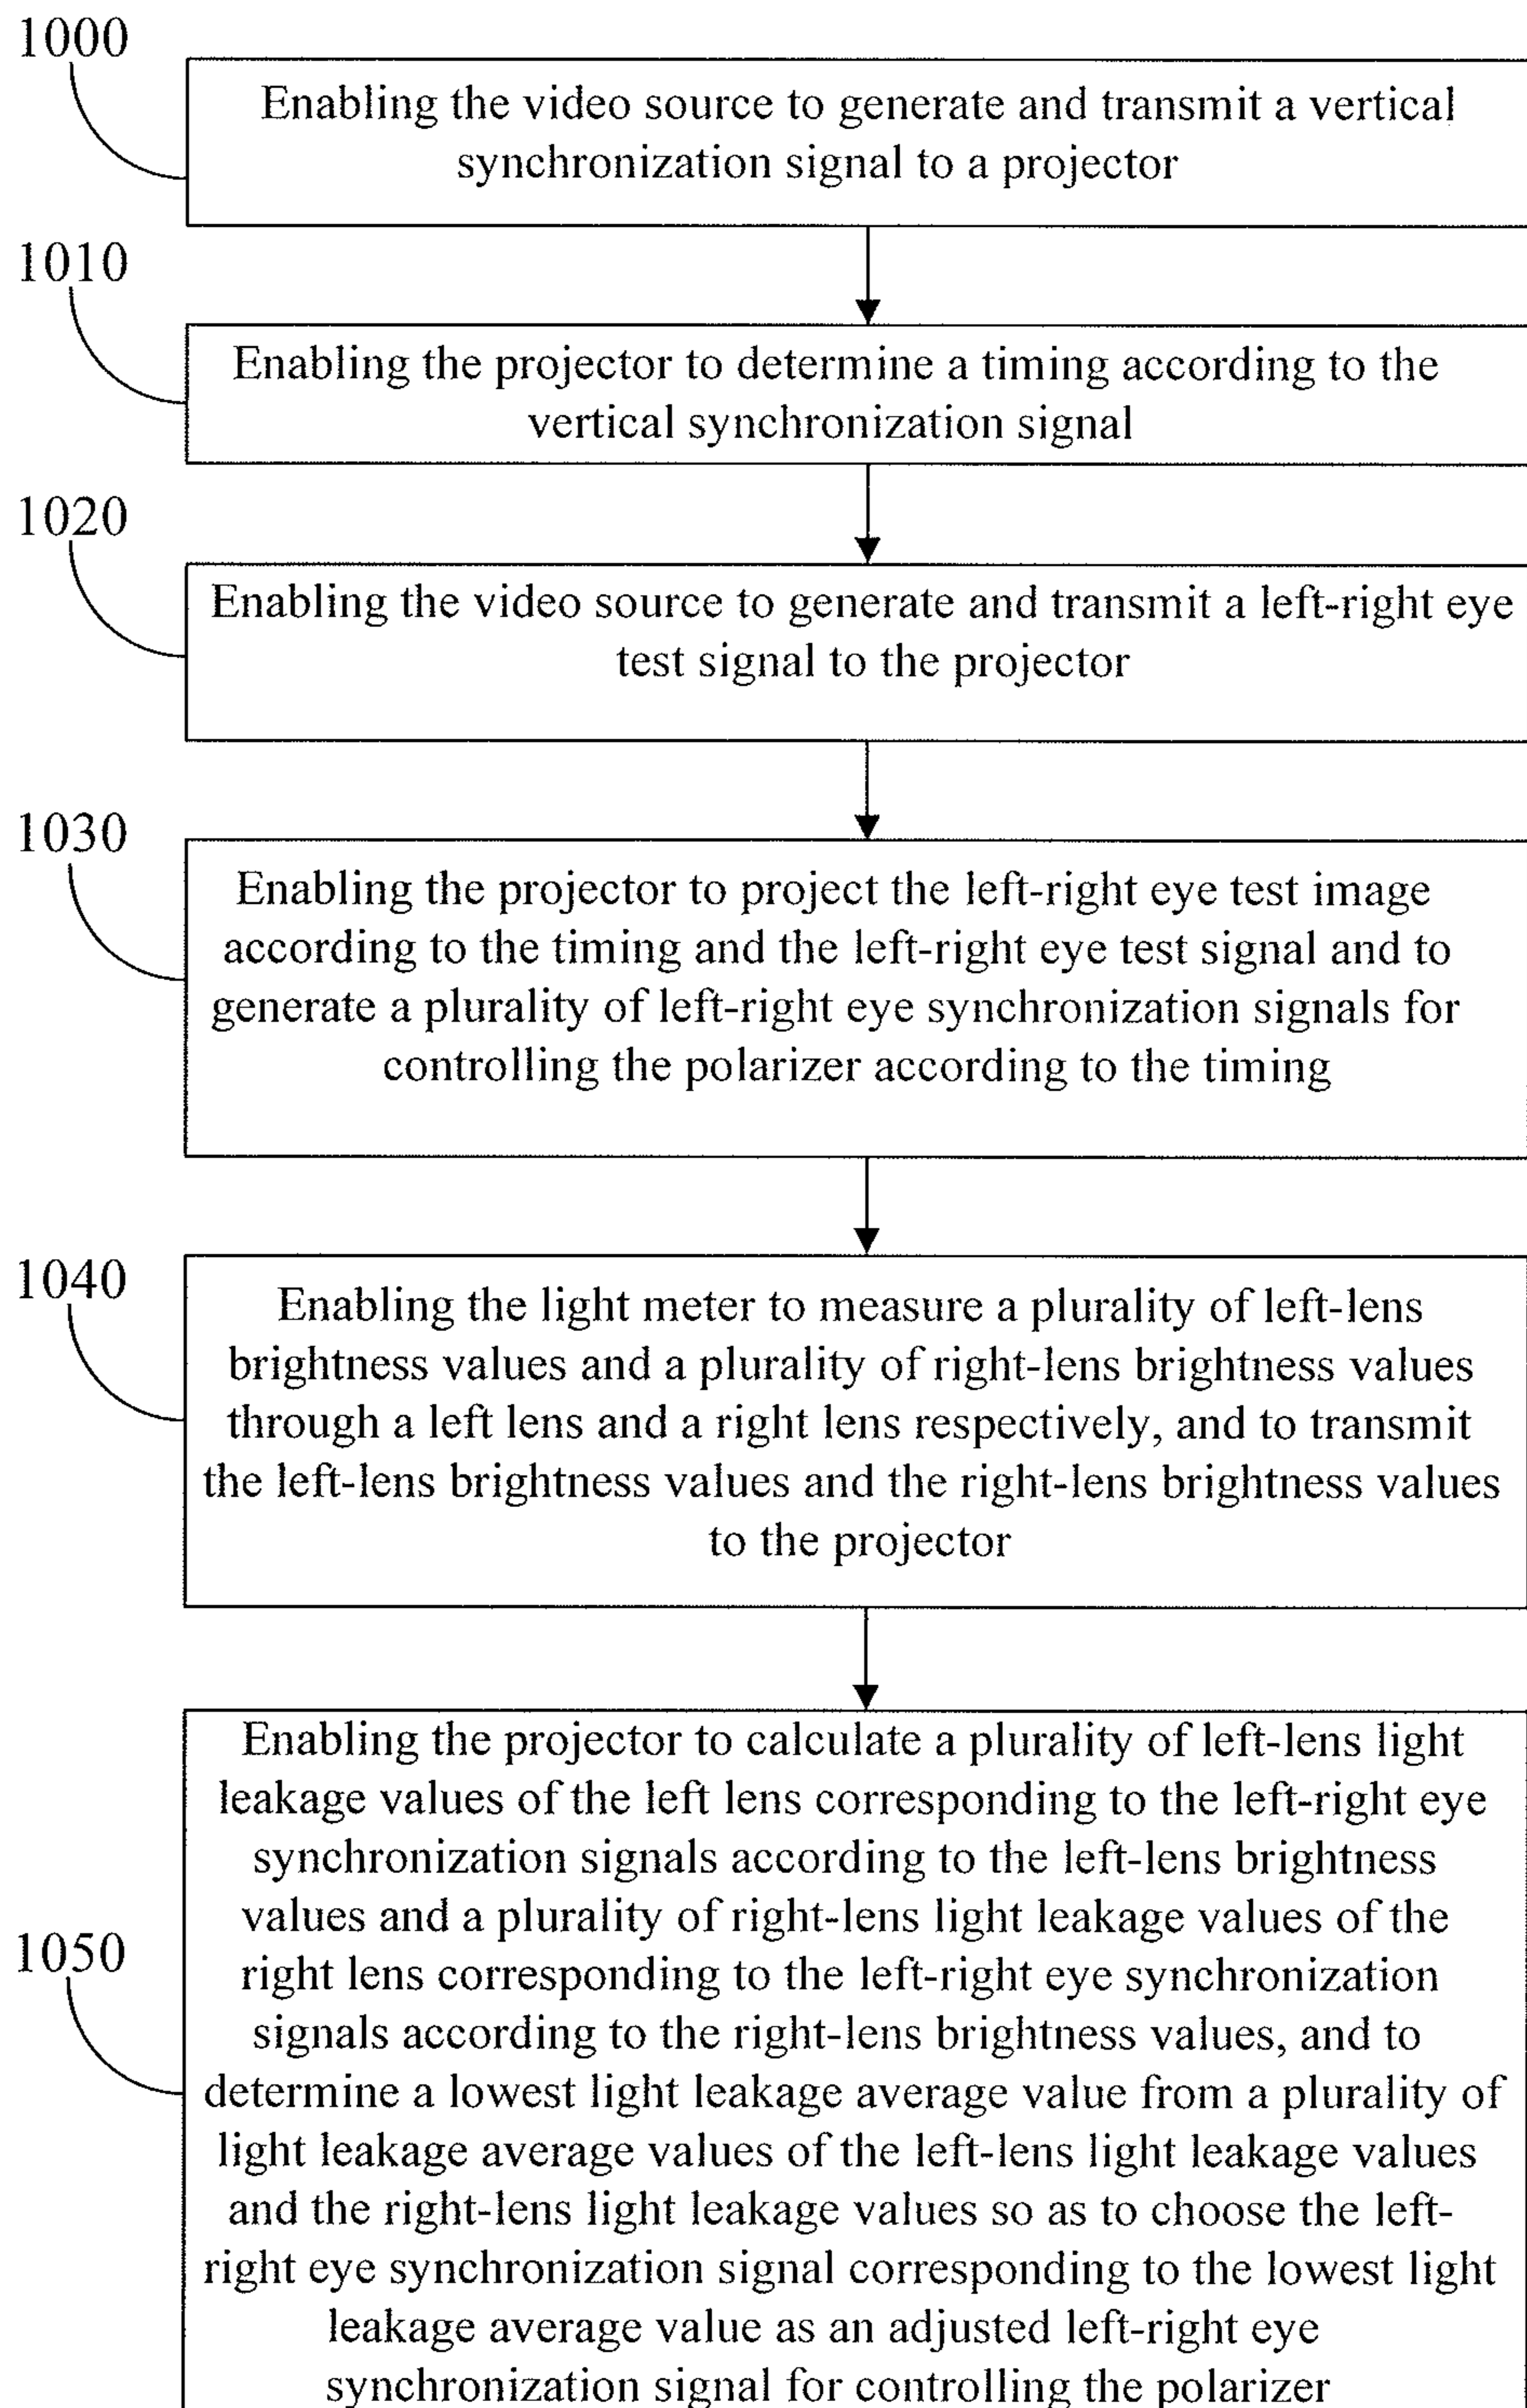 1000
Enabling the video source to generate and transmit a vertical
synchronization signal to a projector
1010
Enabling the projector to determine a timing according to the
vertical synchronization signal
1020
Enabling the video source to generate and transmit a left-right eye
test signal to the projector
1030
Enabling the projector to project the left-right eye test image
according to the timing and the left-right eye test signal and to
generate a plurality of left-right eye synchronization signals for
controlling the polarizer according to the timing
1040
Enabling the light meter to measure a plurality of left-lens
brightness values and a plurality of right-lens brightness values
through a left lens and a right lens respectively, and to transmit
the left-lens brightness values and the right-lens brightness values
to the projector
1050
Enabling the projector to calculate a plurality of left-lens light
leakage values of the left lens corresponding to the left-right eye
synchronization signals according to the left-lens brightness
values and a plurality of right-lens light leakage values of the
right lens corresponding to the left-right eye synchronization
signals according to the right-lens brightness values, and to
determine a lowest light leakage average value from a plurality of
light leakage average values of the left-lens light leakage values
and the right-lens light leakage values so as to choose the left-
right eye synchronization signal corresponding to the lowest light
leakage average value as an adjusted left-right eye
synchronization signal for controlling the polarizer